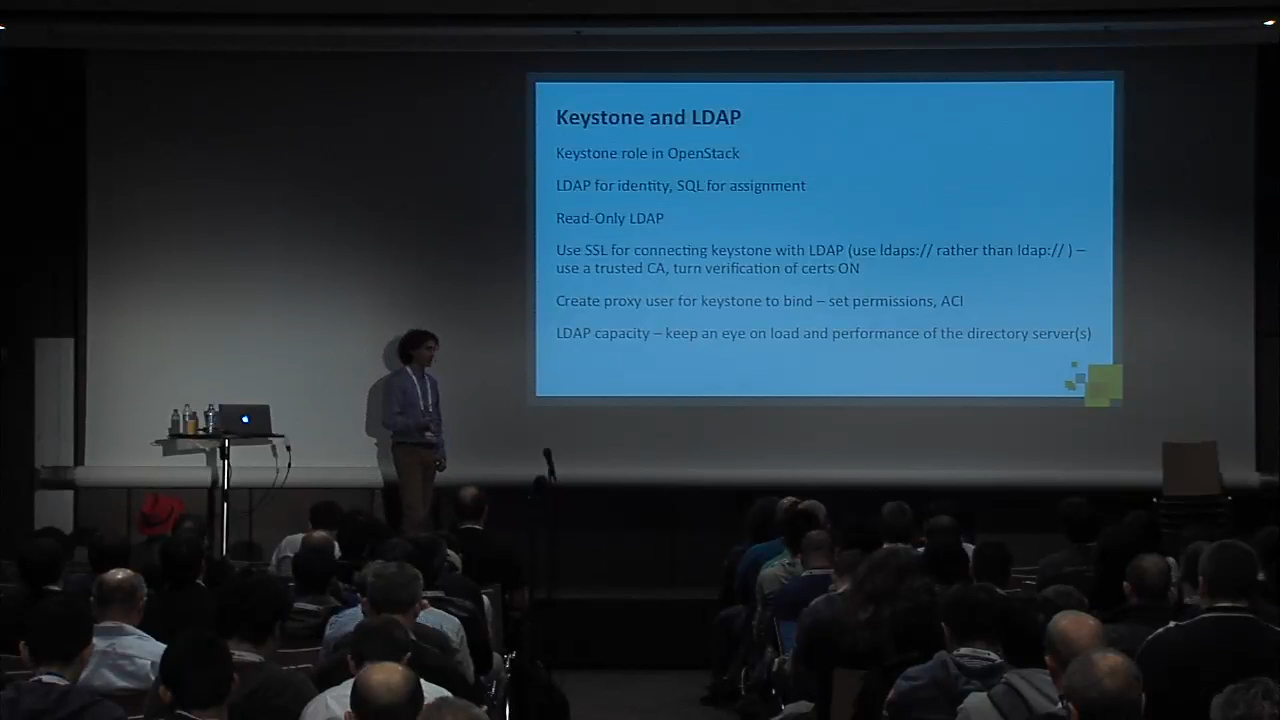 Keystone and LDAP
Keystone role in OpenStack
LDAP for identity, SQL for assignment
Read-Only LDAP
Use SSL for connecting keystone with LDAP (use ldaps:// rather than ldap:// ) –
use a trusted CA, turn verification of certs ON
Create proxy user for keystone to bind – set permissions, ACI
LDAP capacity – keep an eye on load and performance of the directory server(s)